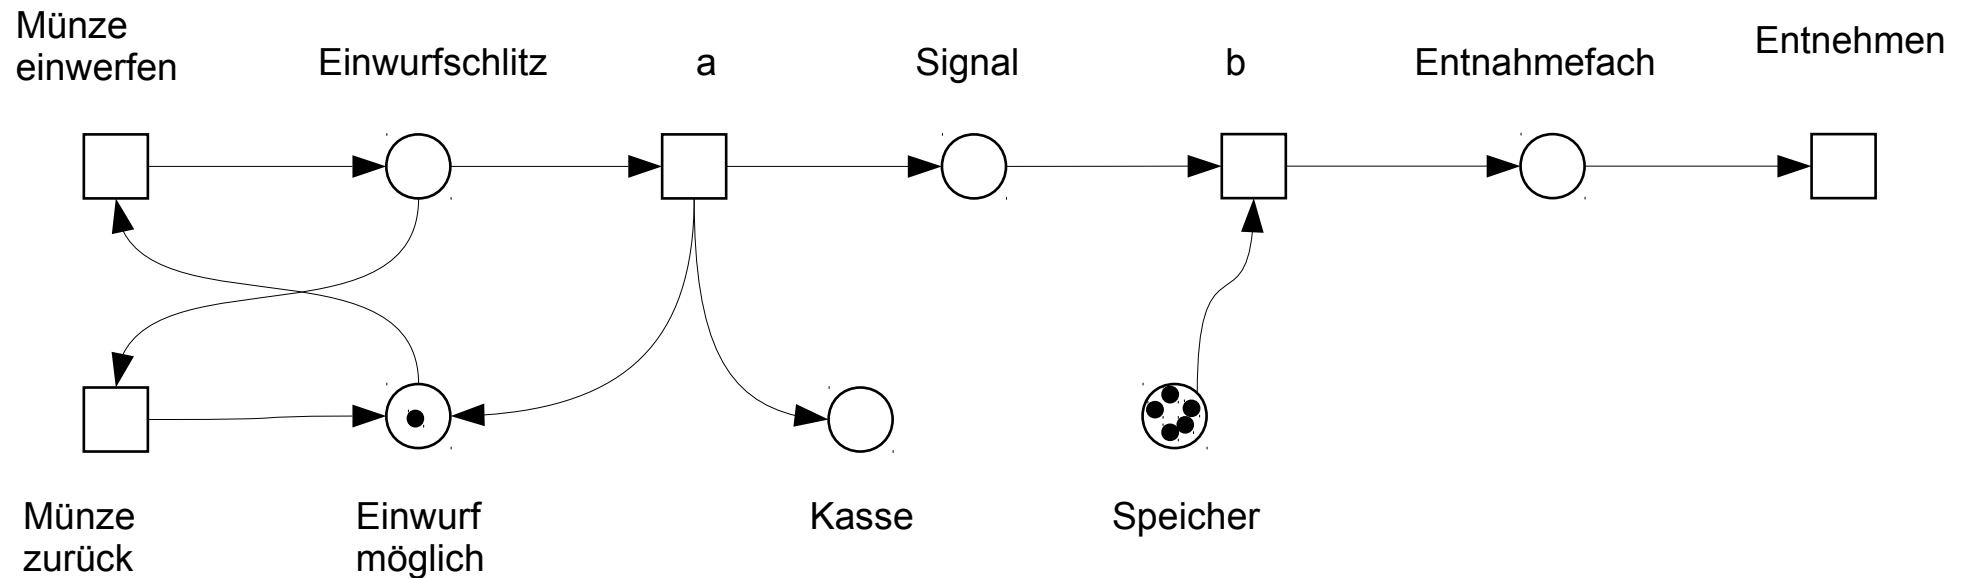 Münze
einwerfen
Einwurfschlitz
a
Signal
b
Entnahmefach
Entnehmen
Münze
zurück
Einwurf
möglich
Kasse
Speicher